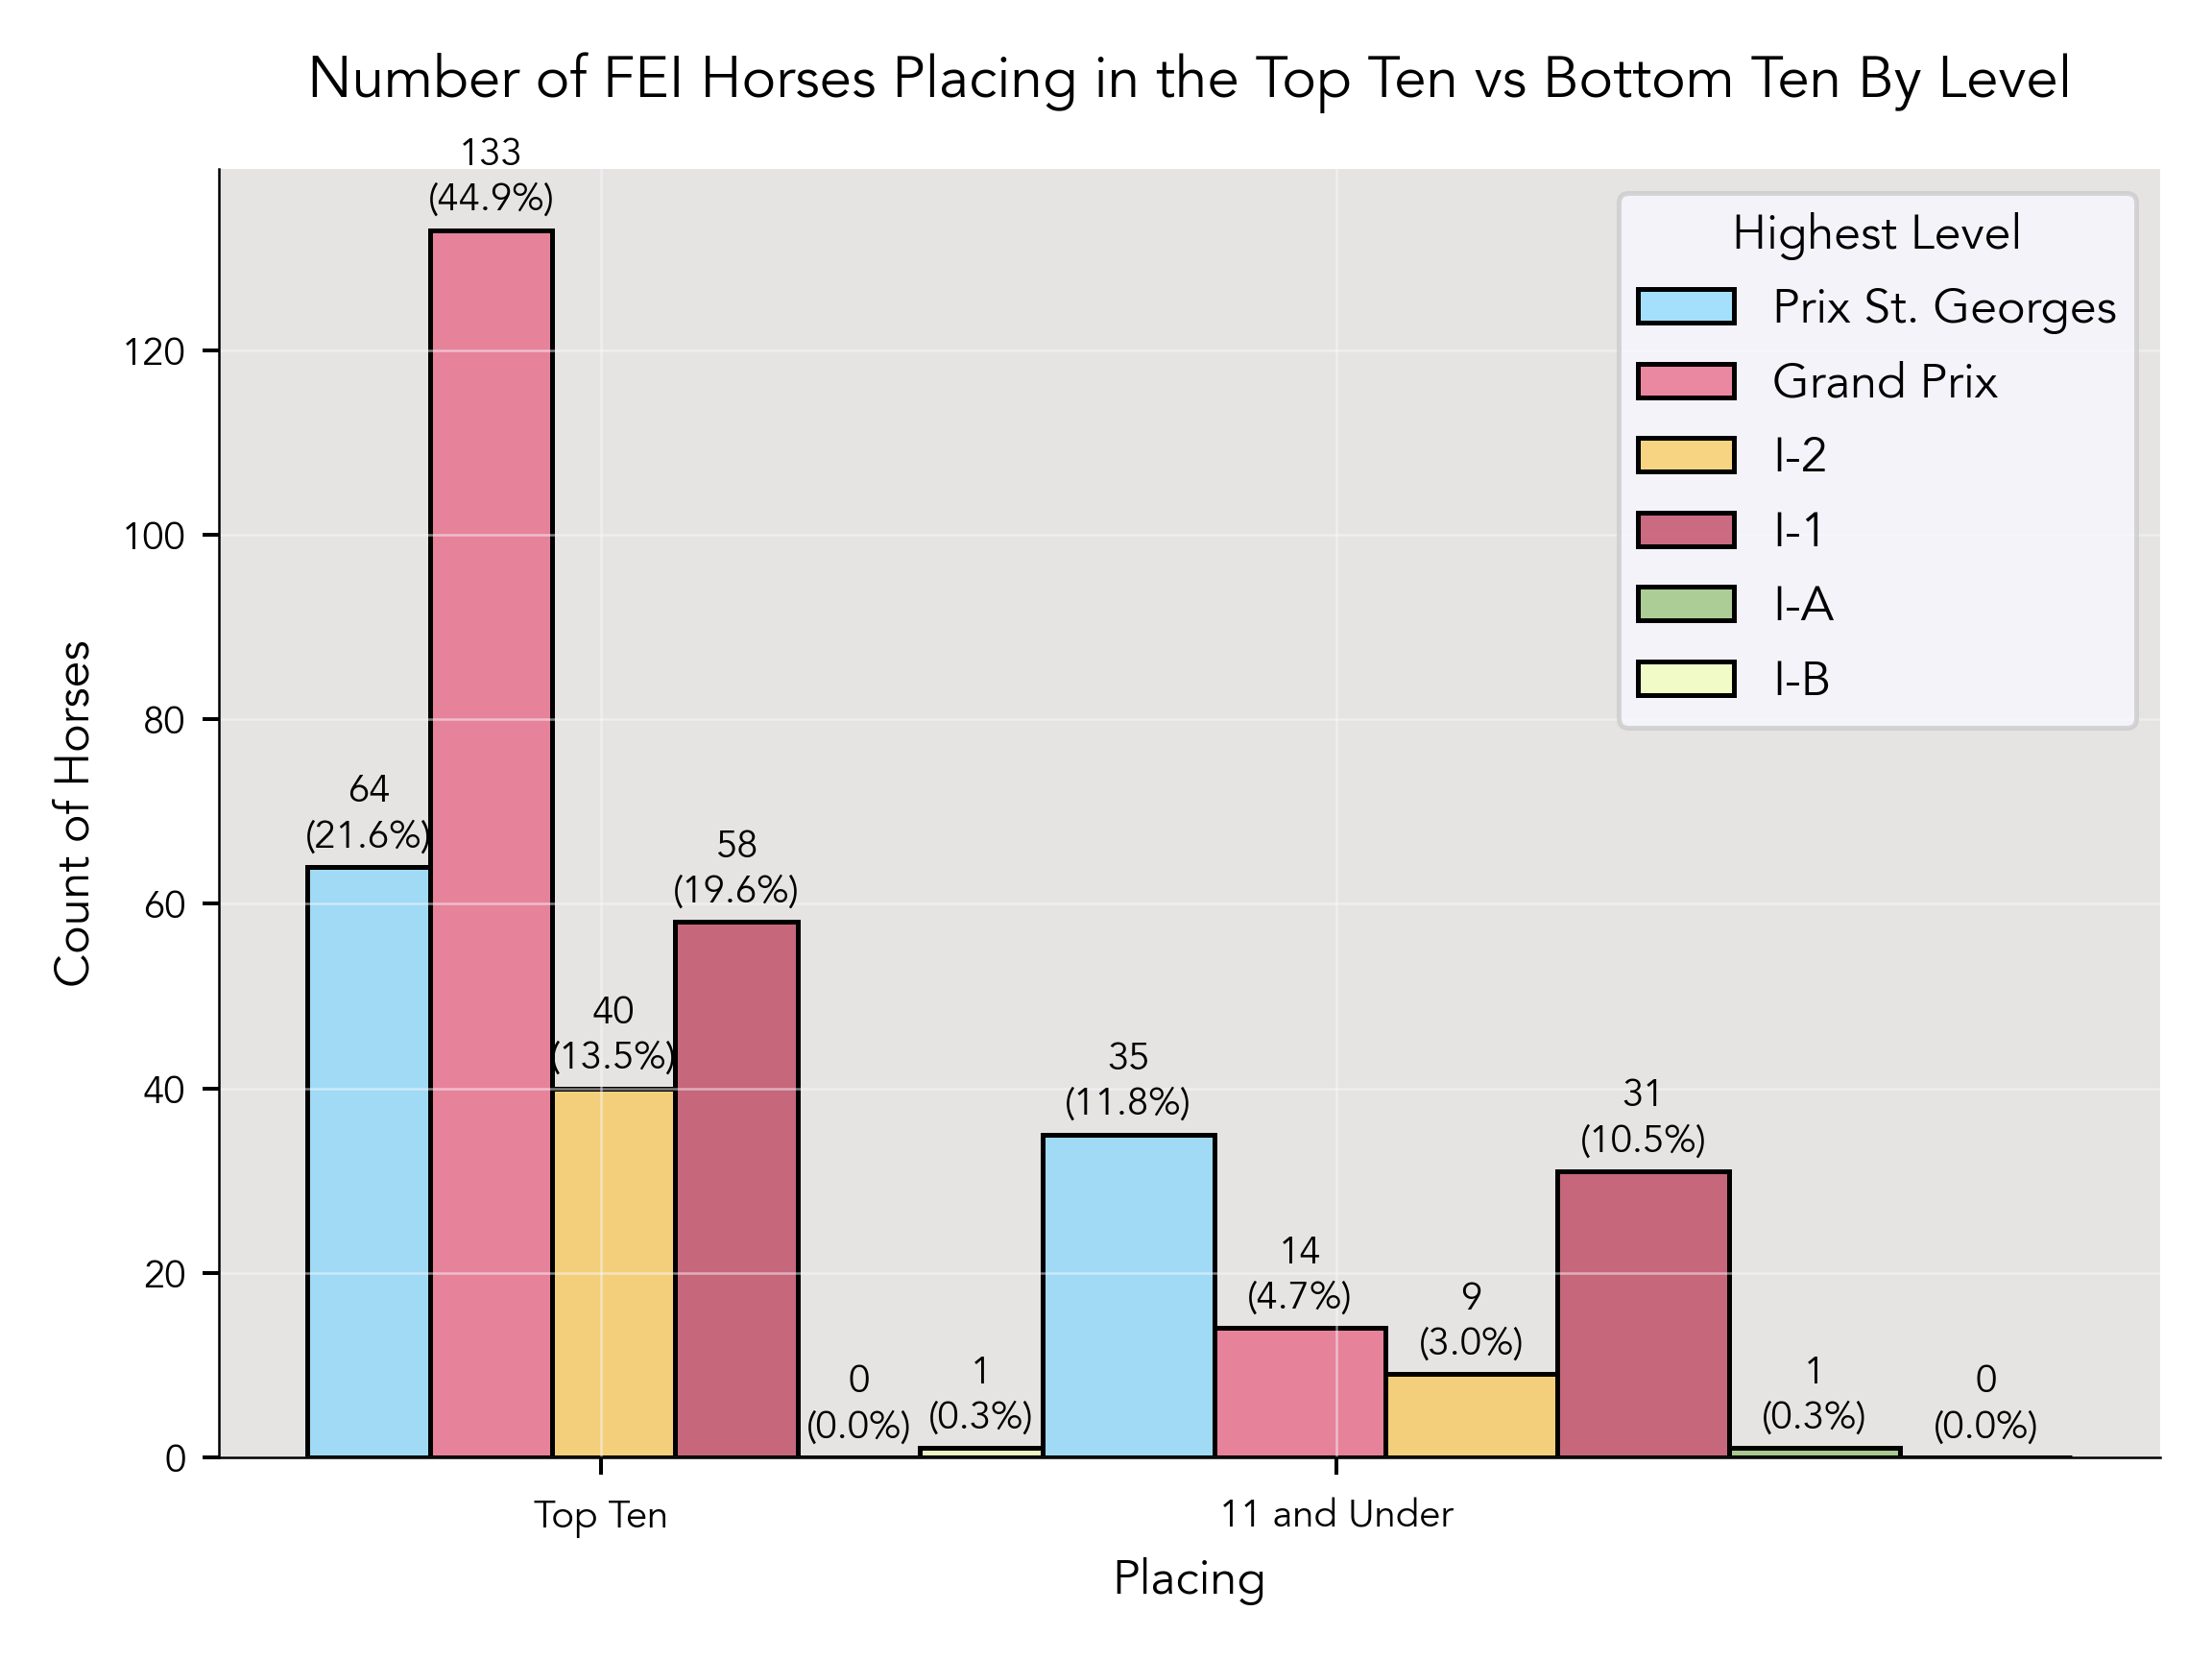 Number of FEI Horses Placing in the Top Ten vs Bottom Ten By Level
133
(44.9%)
Highest Level
Prix St. Georges
Grand Prix
I-2
I-1
I-A
I-B
120
100
80
60
40
20
0
Count of Horses
64
(21.6%)
40
(13.5%)
58
(19.6%)
0
(0.0%)
1
(0.3%)
35
(11.8%)
14
(4.7%)
9
(3.0%)
31
(10.5%)
1
(0.3%)
0
(0.0%)
Top Ten
11 and Under
Placing